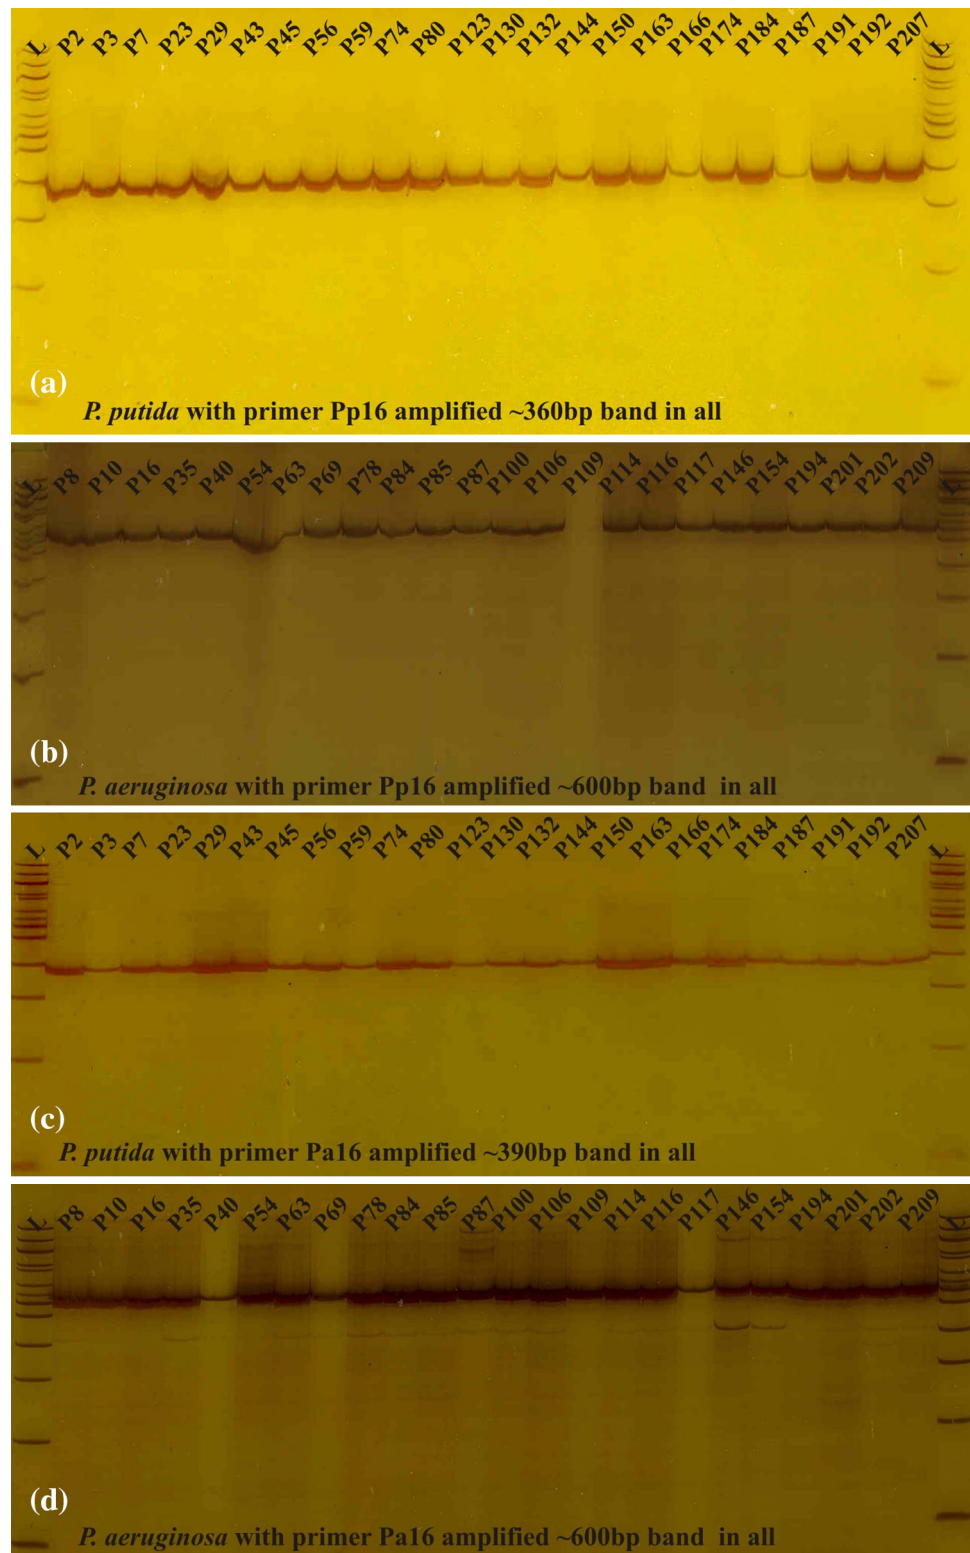 L P2 P3 P7 P23 P29 P43 P45 P56 P59 P74 P80 P123 P130 P132 P144 P150 P163 P166 P174 P184 P187 P191 P192 P207 L
(a)
P. putida with primer Pp16 amplified ~360bp band in all
L P8 P10 P16 P35 P40 P54 P63 P69 P78 P84 P85 P87 P100 P106 P109 P114 P116 P117 P146 P154 P194 P201 P202 P209 L
(b)
P. aeruginosa with primer Pp16 amplified ~600bp band in all
L P2 P3 P7 P23 P29 P43 P45 P56 P59 P74 P80 P123 P130 P132 P144 P150 P163 P166 P174 P184 P187 P191 P192 P207 L
(c)
P. putida with primer Pa16 amplified ~390bp band in all
L P8 P10 P16 P35 P40 P54 P63 P69 P78 P84 P85 P87 P100 P106 P109 P114 P116 P117 P146 P154 P194 P201 P202 P209 L
(d)
P. aeruginosa with primer Pa16 amplified ~600bp band in all